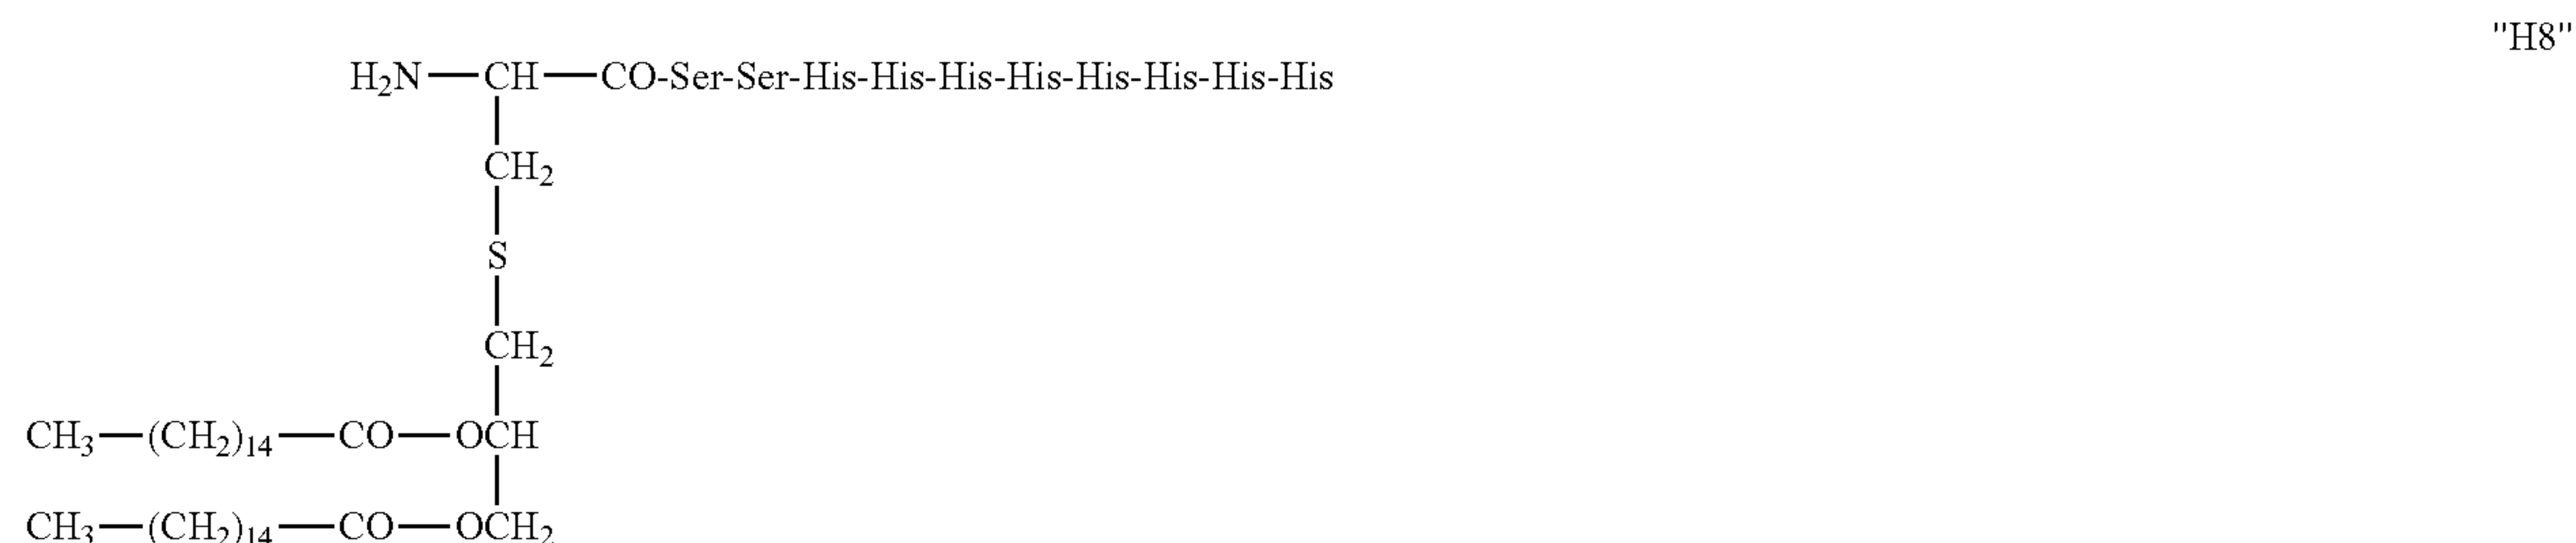 "H8"
H₂N—CH—CO-Ser-Ser-His-His-His-His-His-His-His-His
CH₂
S
CH₂
CH₃—(CH₂)₁₄—CO—OCH
CH₃—(CH₂)₁₄—CO—OCH₂